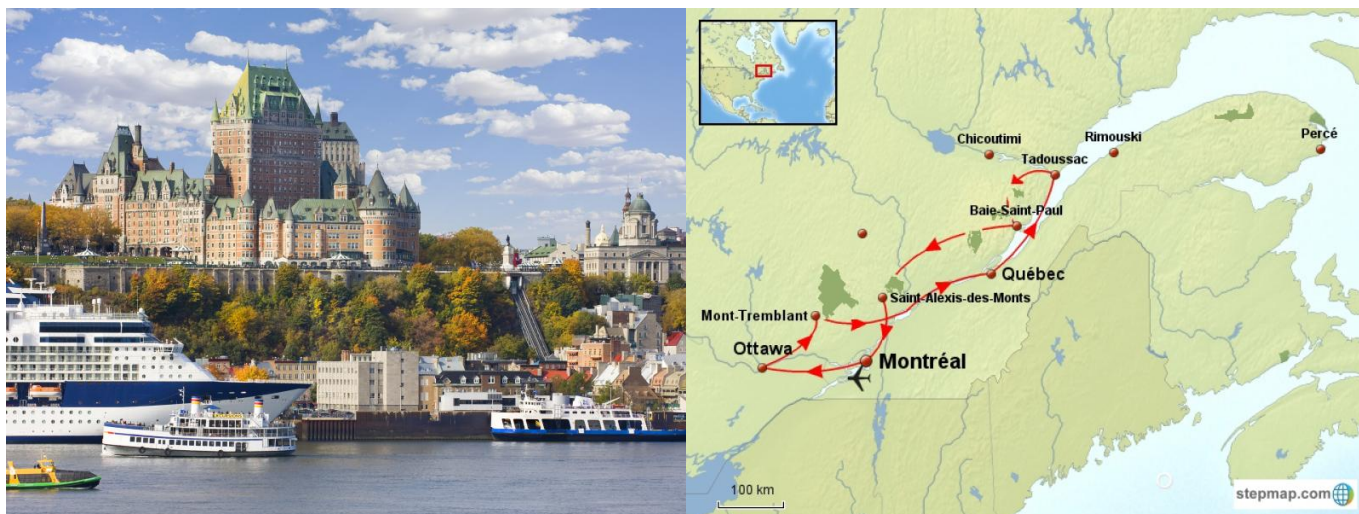 Chicoutimi
Rimouski
Percé
Tadoussac
Baie-Saint-Paul
Québec
Saint-Aléxis-des-Monts
Mont-Tremblant
Ottawa
Montréal
100 km
stepmap.com